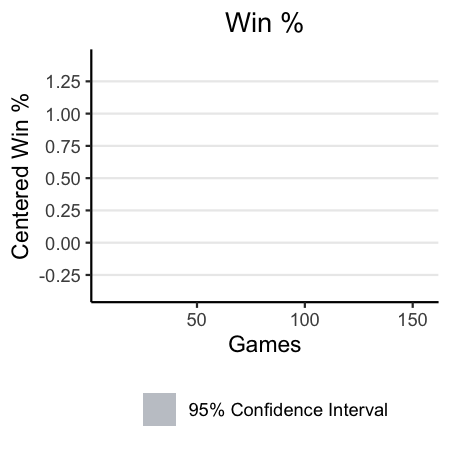 Win %
Centered Win %
1.25
1.00
0.75
0.50
0.25
0.00
-0.25
50 100 150
Games
95% Confidence Interval